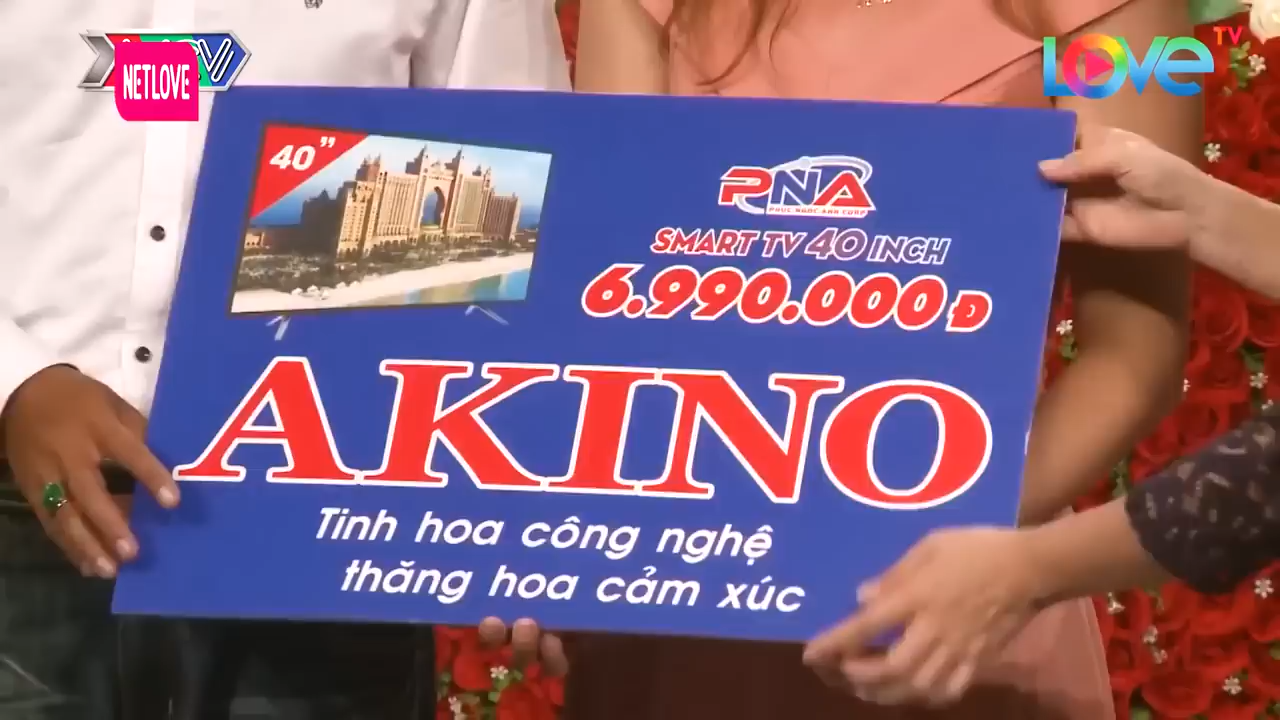 NETLOVE
LOVE TV
40”
PNA
PHUC NGOC ANH CORP
SMART TV 40 INCH
6.990.000 Đ
AKINO
Tinh hoa công nghệ
thăng hoa cảm xúc